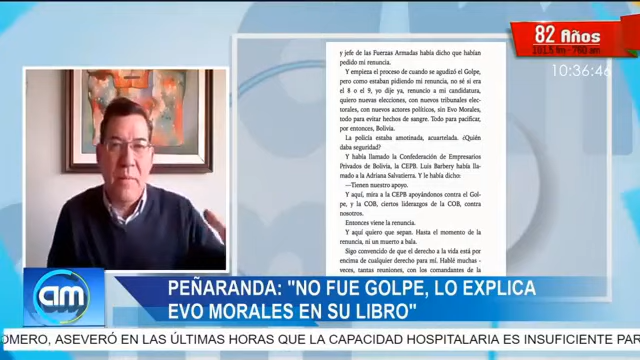 82 Años
101.5 fm - 760 am
10:36:46
y jefe de las Fuerzas Armadas había dicho que habían
pedido mi renuncia.
Y empieza el proceso de cuando se agudizó el Golpe,
pero como estaban pidiendo mi renuncia, no sé si era
el 8 o el 9, yo dije ya, renuncio a mi candidatura,
quiero nuevas elecciones, con nuevos tribunales elec-
torales, con nuevos actores políticos, sin Evo Morales,
todo para evitar hechos de sangre. Todo para pacificar,
por entonces, Bolivia.
La policía estaba amotinada, acuartelada. ¿Quién
daba seguridad?
Y había llamado la Confederación de Empresarios
Privados de Bolivia, la CEPB. Luis Barbery había lla-
mado a la Adriana Salvatierra. Y le había dicho:
—Tienen nuestro apoyo.
Y aquí, mira a la CEPB apoyándonos contra el Gol-
pe, y la COB, ciertos liderazgos de la COB, contra
nosotros.
Entonces viene la renuncia.
Y aquí quiero que sepan. Hasta el momento de la
renuncia, ni un muerto a bala.
Sigo convencido de que el derecho a la vida está por
encima de cualquier derecho para mí. Hablé muchas
veces, tantas reuniones, con los comandantes de la
am
PEÑARANDA: "NO FUE GOLPE, LO EXPLICA
EVO MORALES EN SU LIBRO"
OMERO, ASEVERÓ EN LAS ÚLTIMAS HORAS QUE LA CAPACIDAD HOSPITALARIA ES INSUFICIENTE PAR